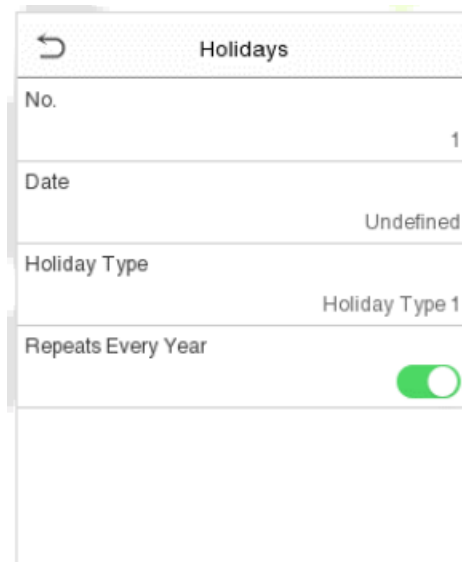 Holidays
No.
1
Date
Undefined
Holiday Type
Holiday Type 1
Repeats Every Year